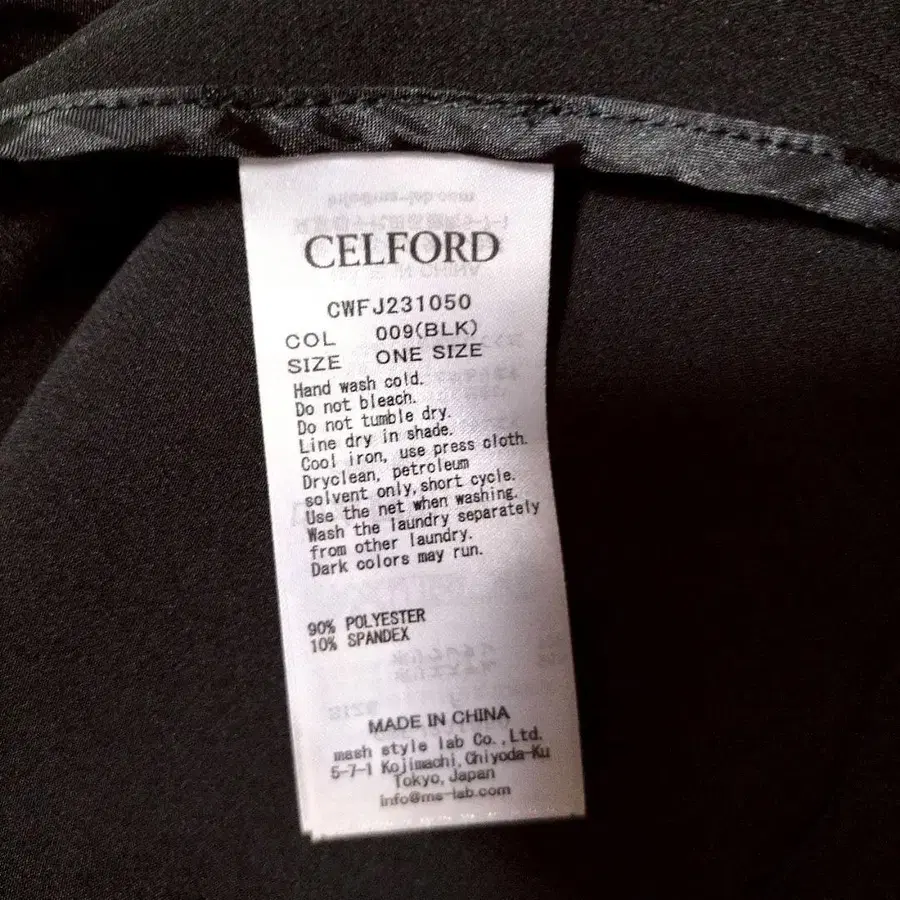 CELFORD
CWFJ231050
COL 009(BLK)
SIZE ONE SIZE
Hand wash cold.
Do not bleach.
Do not tumble dry.
Line dry in shade.
Cool iron, use press cloth.
Dryclean, petroleum
solvent only,short cycle.
Use the net when washing.
Wash the laundry separately
from other laundry.
Dark colors may run.
90% POLYESTER
10% SPANDEX
MADE IN CHINA
mash style lab Co.,Ltd.
5-7-1 Kojimachi,Chiyoda-Ku
Tokyo,Japan
info@ms-lab.com